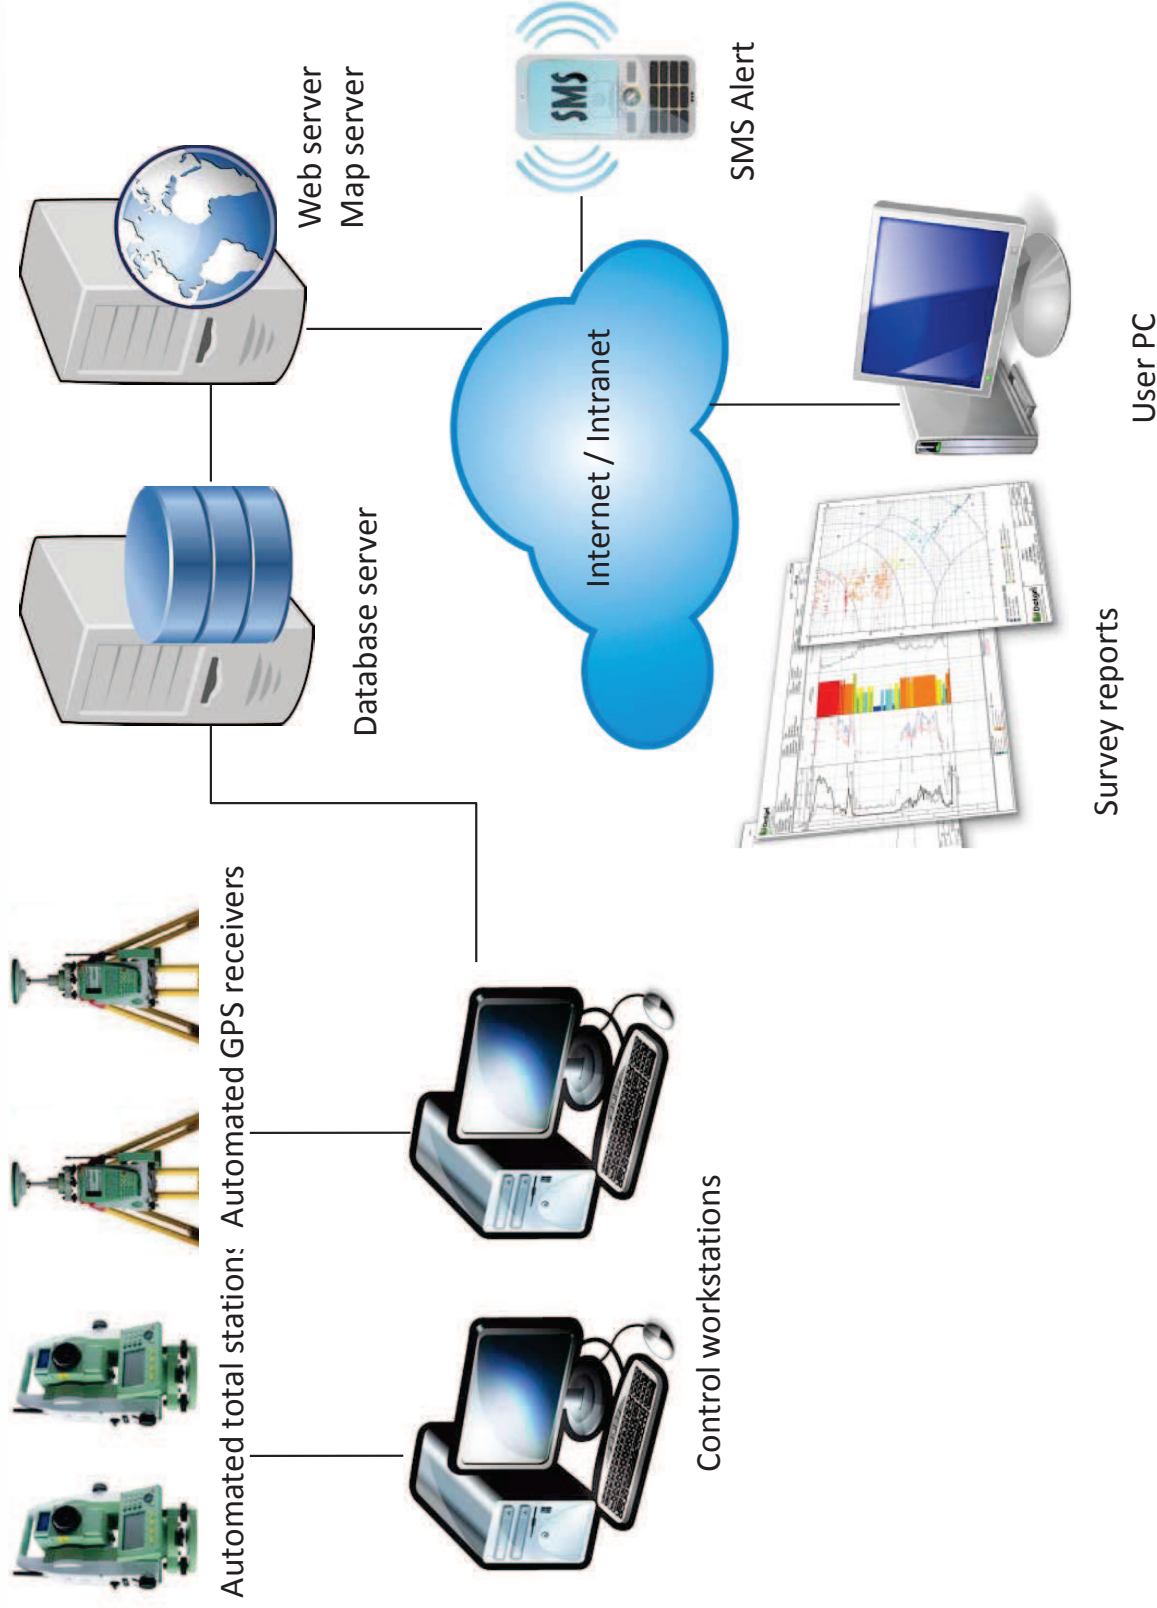 Automated total stations
Automated GPS receivers
Control workstations
Database server
Web server
Map server
Internet / Intranet
SMS
SMS Alert
Survey reports
User PC